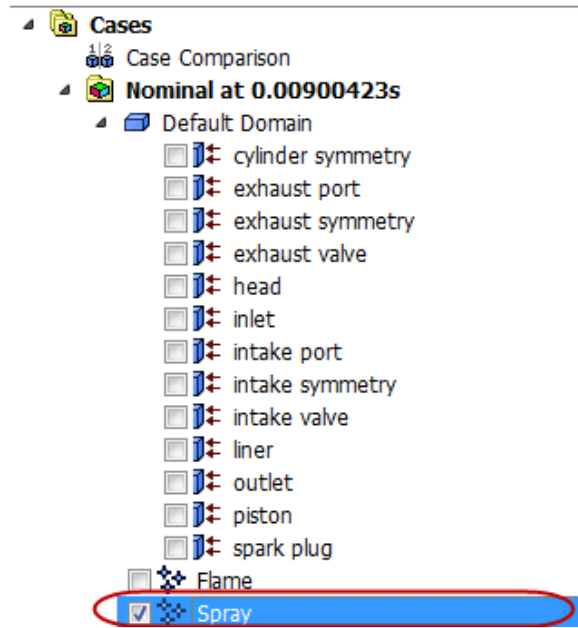 Cases
Case Comparison
Nominal at 0.00900423s
Default Domain
cylinder symmetry
exhaust port
exhaust symmetry
exhaust valve
head
inlet
intake port
intake symmetry
intake valve
liner
outlet
piston
spark plug
Flame
Spray